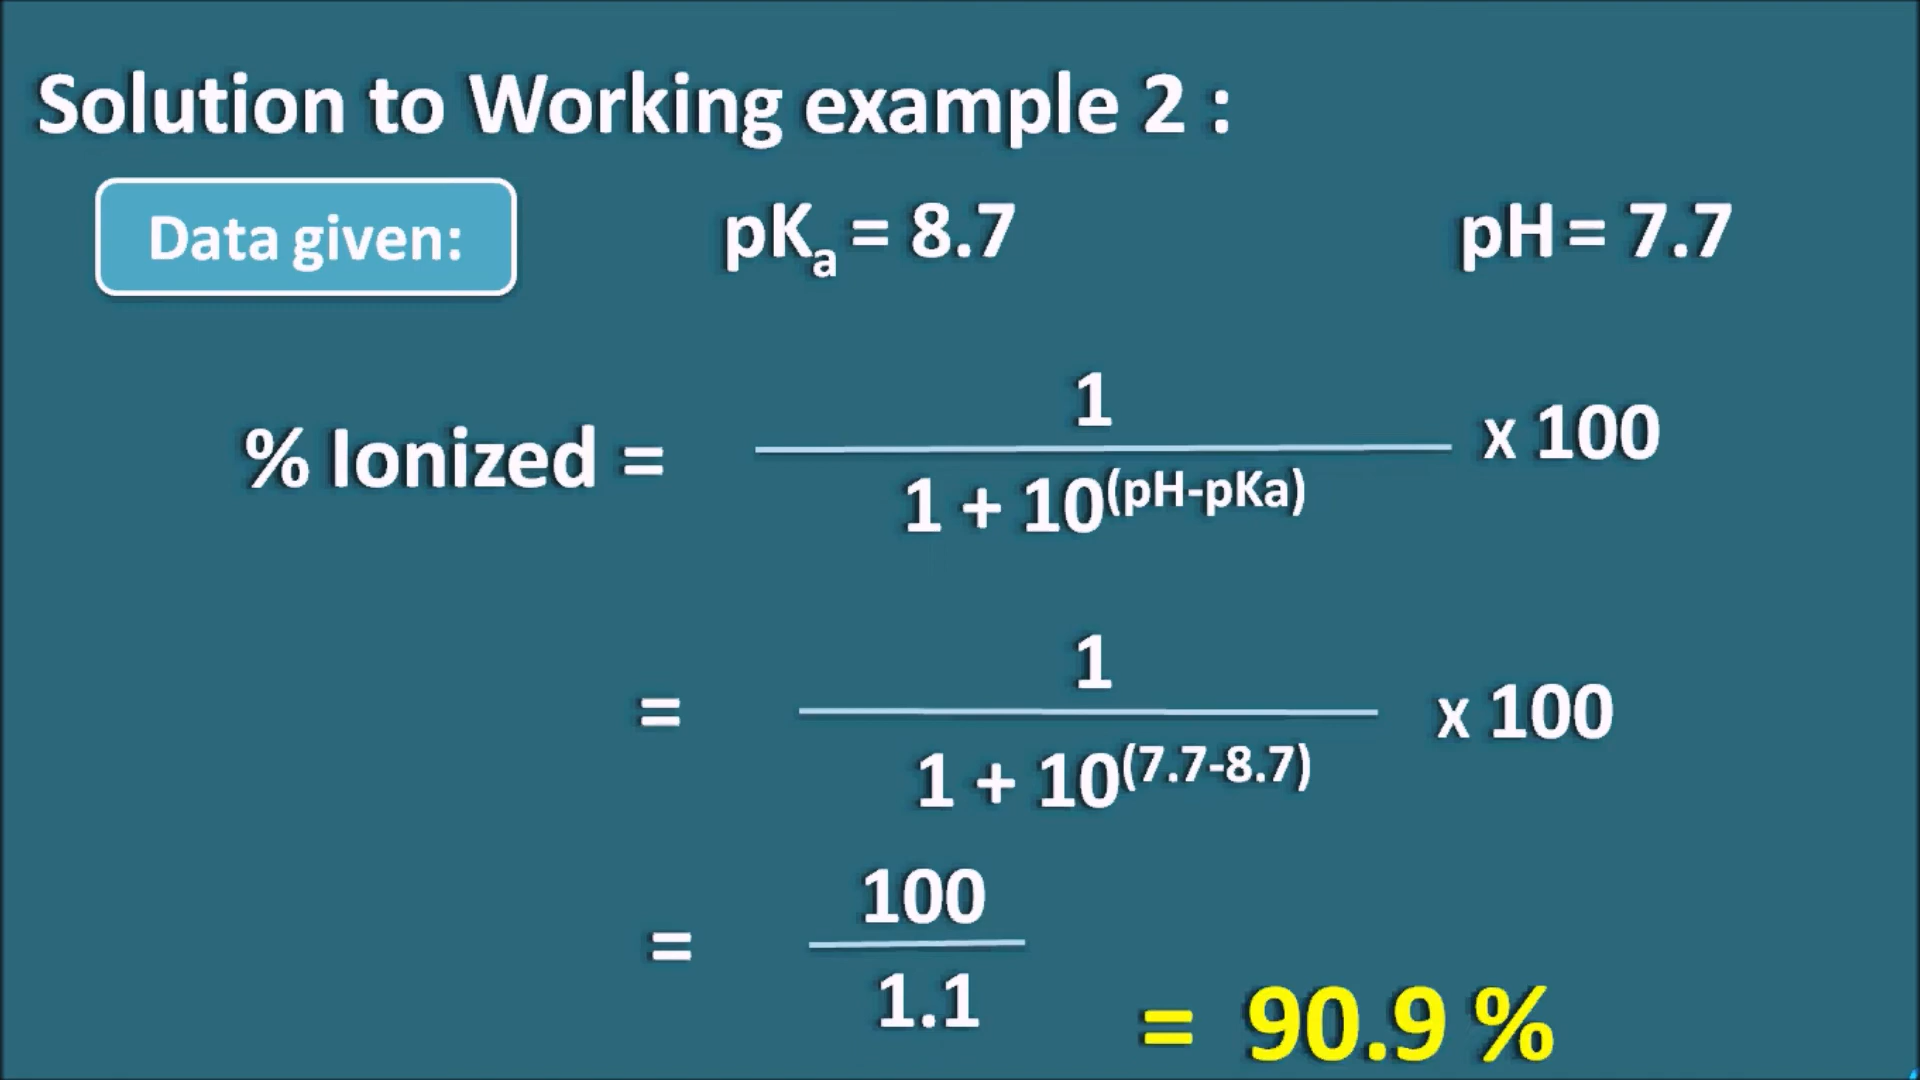 Solution to Working example 2 :
Data given: pKa = 8.7 pH = 7.7
1
% Ionized = x 100
1 + 10(pH-pKa)
1
= x 100
1 + 10(7.7-8.7)
100
=
1.1
= 90.9 %